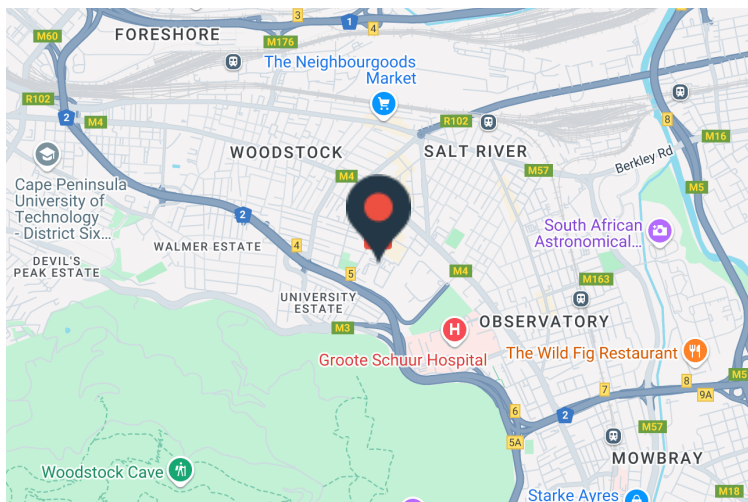 3
1
4
M60
FORESHORE
M176
The Neighbourgoods
Market
R102
2
M4
R102
8
M16
WOODSTOCK
SALT RIVER
Berkley Rd
M57
M4
M5
Cape Peninsula
University of
Technology
- District Six...
2
South African
Astronomical...
WALMER ESTATE
4
DEVIL'S
PEAK ESTATE
5
M4
M163
UNIVERSITY
ESTATE
M3
H
OBSERVATORY
Groote Schuur Hospital
The Wild Fig Restaurant
M5
7
8
9A
6
2
5A
M57
MOWBRAY
Woodstock Cave
M18
Starke Ayres